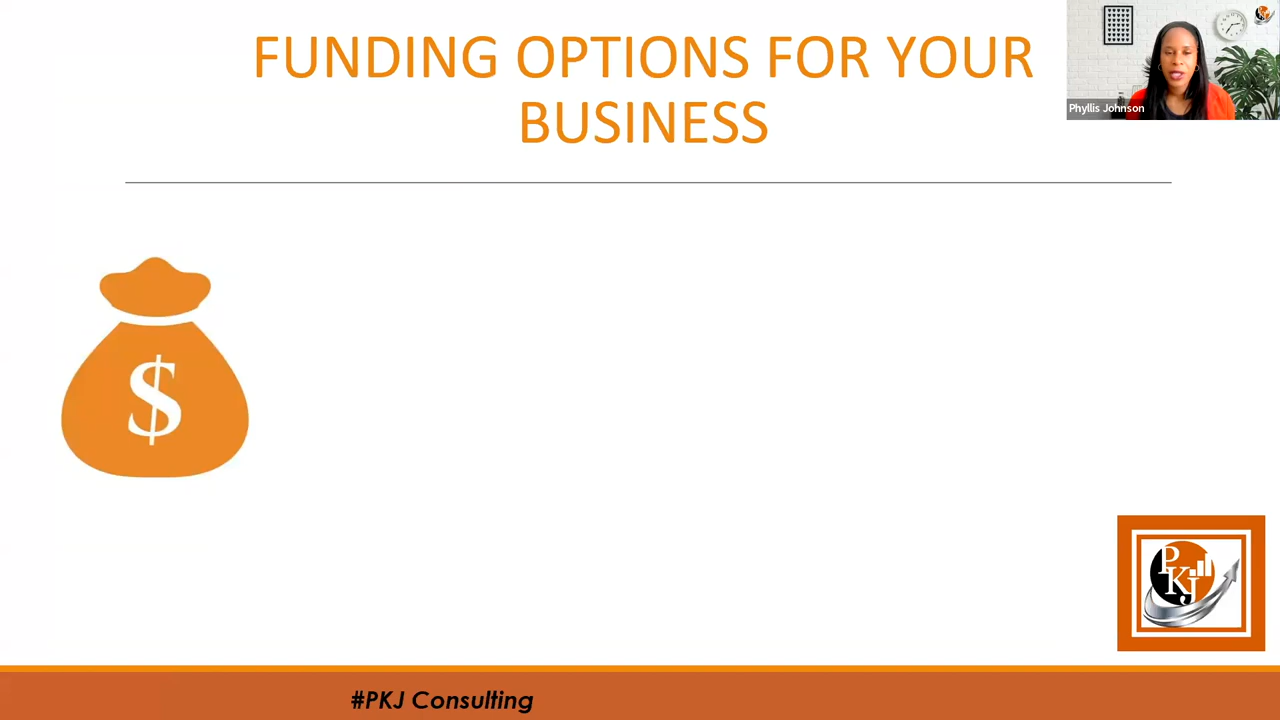 FUNDING OPTIONS FOR YOUR
BUSINESS
Phyllis Johnson
$
PKJ
#PKJ Consulting